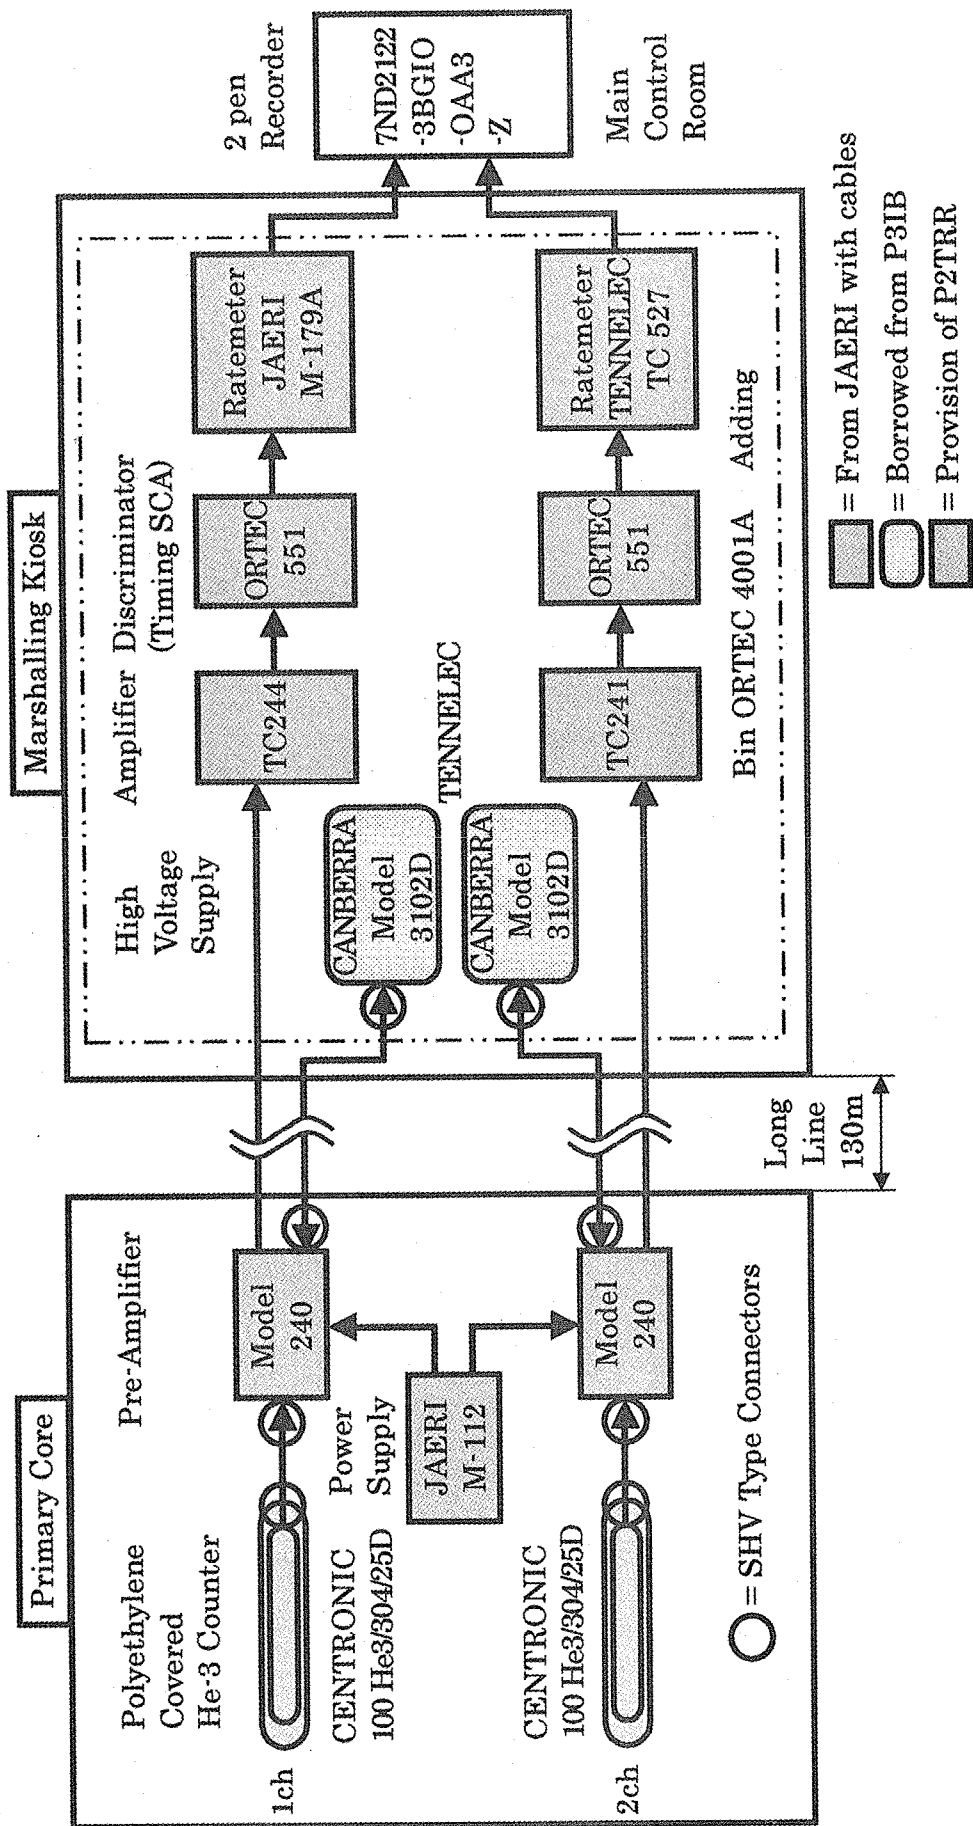 Primary Core
Polyethylene
Covered
He-3 Counter
Pre-Amplifier
1ch
CENTRONIC
100 He3/304/25D
Model
240
Power
Supply
JAERI
M-112
2ch
CENTRONIC
100 He3/304/25D
Model
240
= SHV Type Connectors
Long
Line
130m
Marshalling Kiosk
High
Voltage
Supply
Amplifier
Discriminator
(Timing SCA)
TC244
ORTEC
551
Ratemeter
JAERI
M-179A
CANBERRA
Model
3102D
TENNELEC
CANBERRA
Model
3102D
TC241
ORTEC
551
Ratemeter
TENNELEC
TC 527
Bin ORTEC 4001A Adding
2 pen
Recorder
7ND2122
-3BGIO
-OAA3
-Z
Main
Control
Room
= From JAERI with cables
= Borrowed from P3IB
= Provision of P2TRR